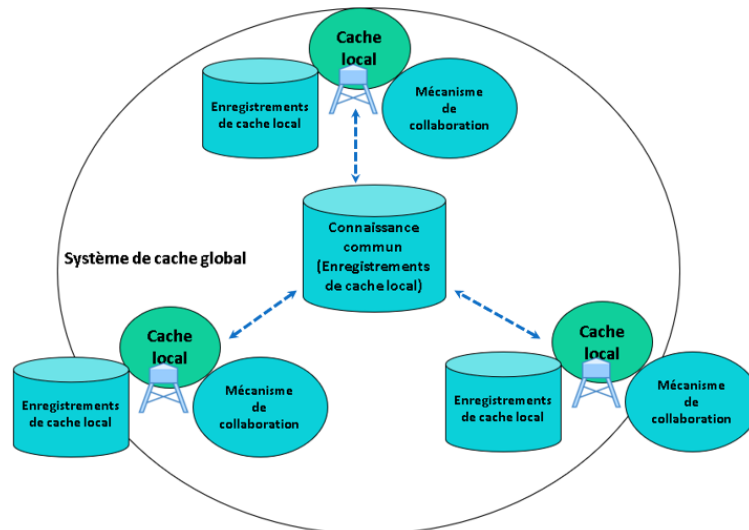 Cache
local
Enregistrements
de cache local
Mécanisme
de
collaboration
Connaissance
commun
(Enregistrements
de cache local)
Système de cache global
Cache
local
Enregistrements
de cache local
Mécanisme
de
collaboration
Cache
local
Enregistrements
de cache local
Mécanisme
de
collaboration